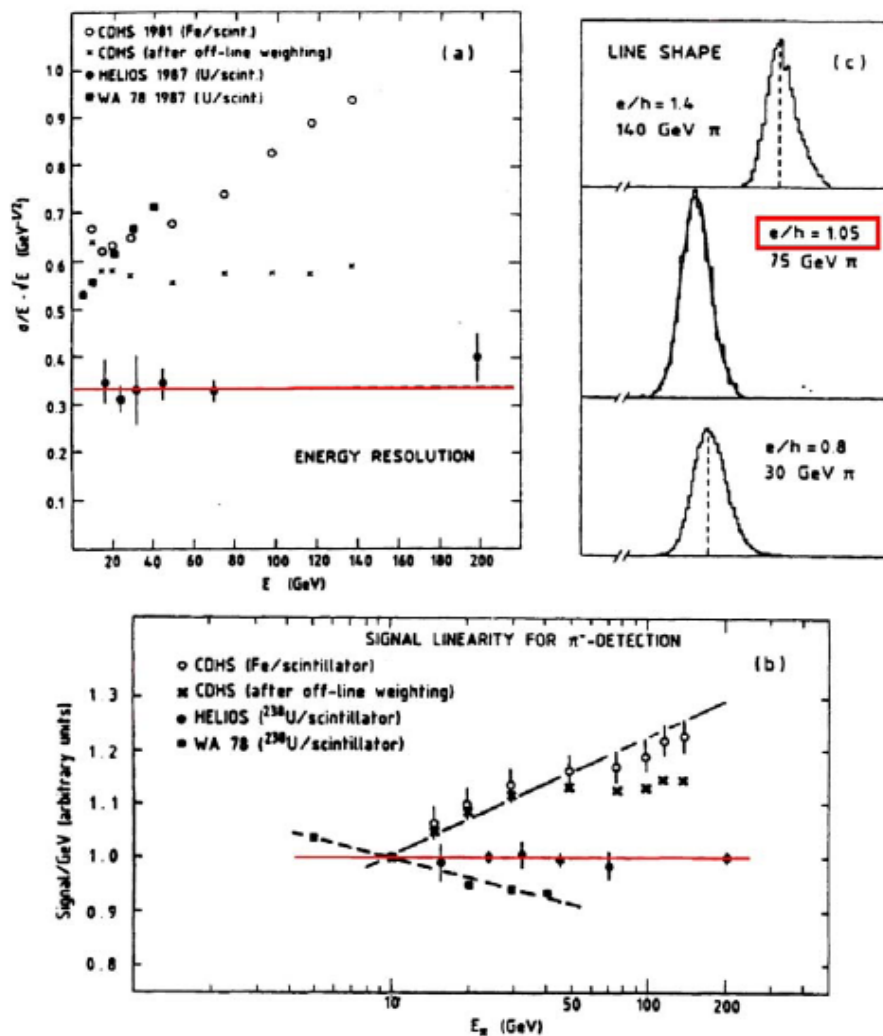 CDHS 1981 (Fe/scint.)
CDHS (after off-line weighting)
HELIOS 1987 (U/scint.)
WA 78 1987 (U/scint)
(a)
1.0
0.9
0.8
0.7
0.6
0.5
0.4
0.3
0.2
0.1
σ/E · √E (GeV⁻¹/²)
ENERGY RESOLUTION
20 40 60 80 100 120 140 160 180 200
E (GeV)
LINE SHAPE
(c)
e/h = 1.4
140 GeV π
e/h = 1.05
75 GeV π
e/h = 0.8
30 GeV π
SIGNAL LINEARITY FOR π⁻-DETECTION
(b)
CDHS (Fe/scintillator)
CDHS (after off-line weighting)
HELIOS (²³⁸U/scintillator)
WA 78 (²³⁸U/scintillator)
1.3
1.2
1.1
1.0
0.9
0.8
Signal/GeV (arbitrary units)
10 20 50 100 200
Eπ (GeV)